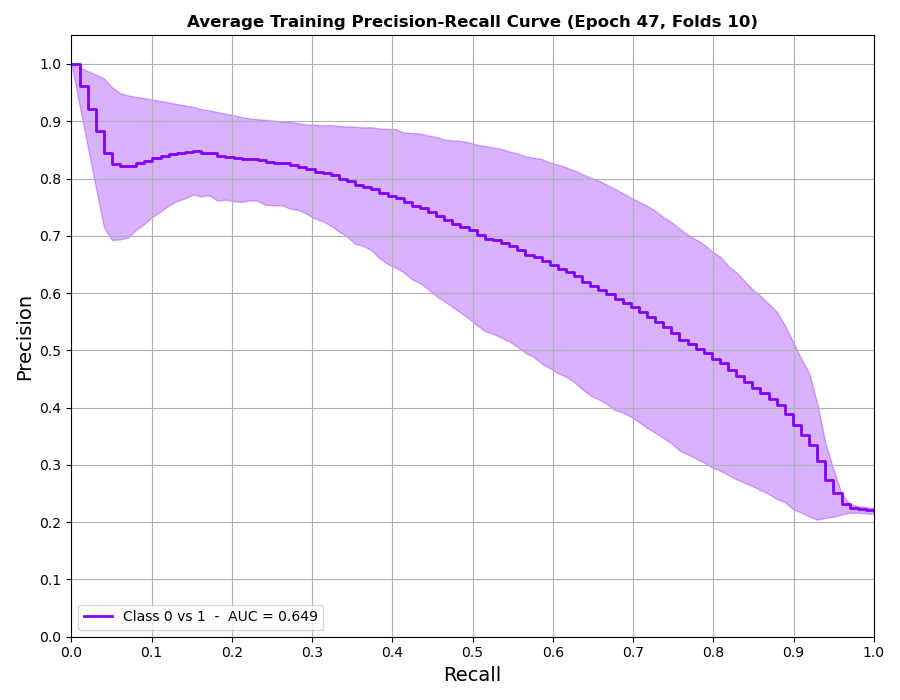 Average Training Precision-Recall Curve (Epoch 47, Folds 10)
Precision
1.0
0.9
0.8
0.7
0.6
0.5
0.4
0.3
0.2
0.1
0.0
Class 0 vs 1 - AUC = 0.649
0.0 0.1 0.2 0.3 0.4 0.5 0.6 0.7 0.8 0.9 1.0
Recall